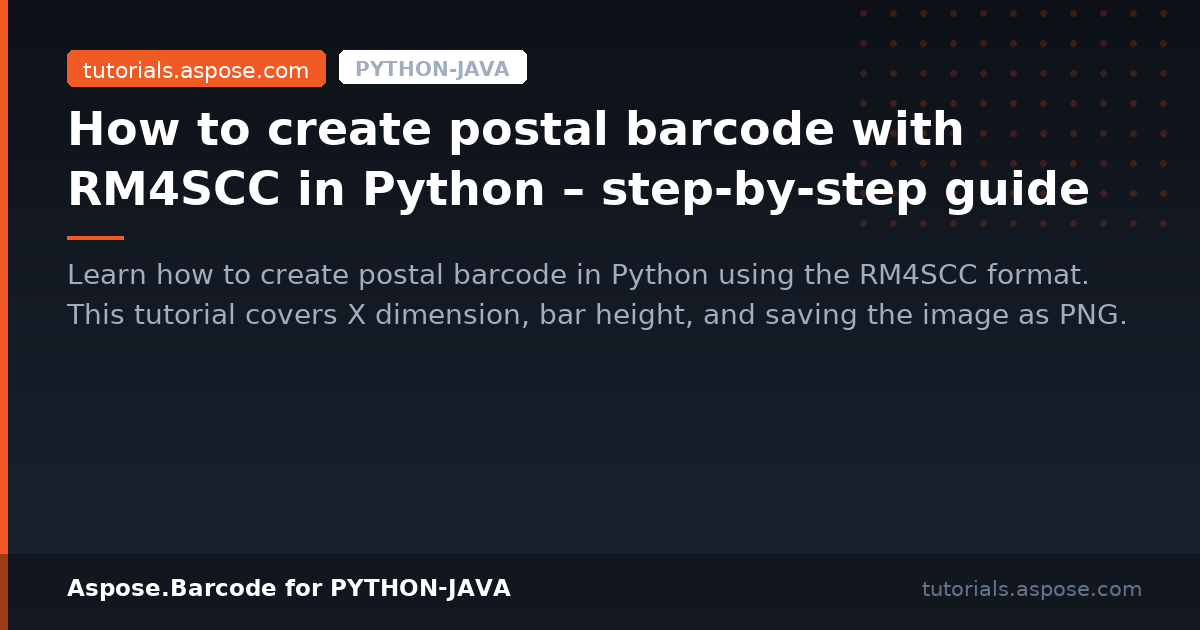 tutorials.aspose.com
PYTHON-JAVA
How to create postal barcode with
RM4SCC in Python – step-by-step guide
Learn how to create postal barcode in Python using the RM4SCC format.
This tutorial covers X dimension, bar height, and saving the image as PNG.
Aspose.Barcode for PYTHON-JAVA
tutorials.aspose.com